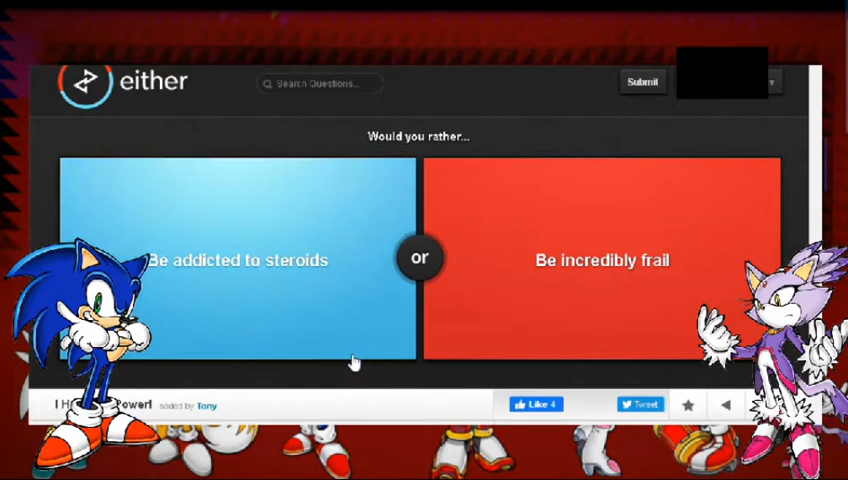 either
Search Questions...
Submit
Would you rather...
Be addicted to steroids
or
Be incredibly frail
I H Power!
added by Tony
Like 4
Tweet